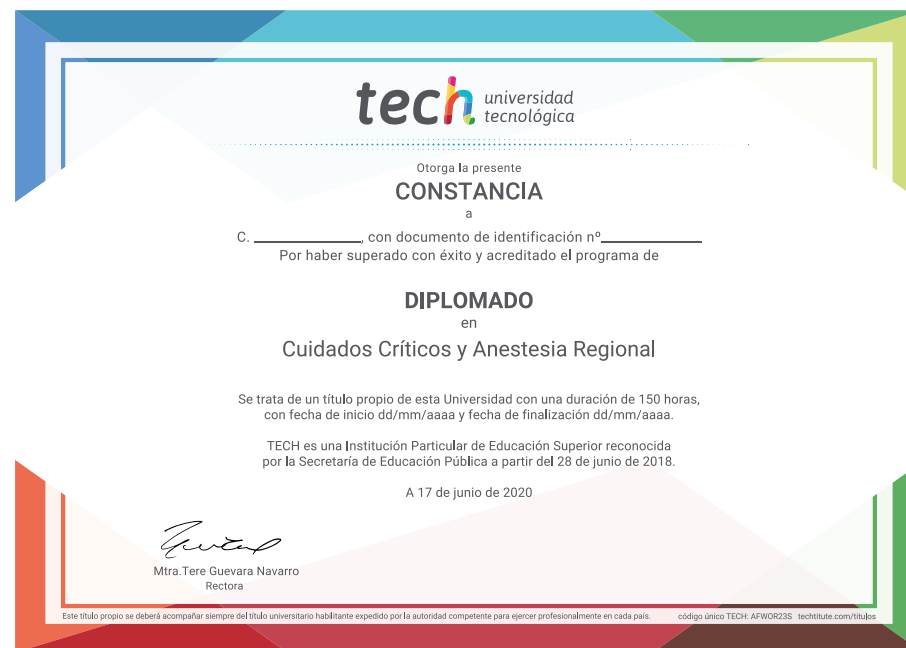 tech universidad
tecnológica
Otorga la presente
CONSTANCIA
a
C. ____________, con documento de identificación nº____________
Por haber superado con éxito y acreditado el programa de
DIPLOMADO
en
Cuidados Críticos y Anestesia Regional
Se trata de un título propio de esta Universidad con una duración de 150 horas,
con fecha de inicio dd/mm/aaaa y fecha de finalización dd/mm/aaaa.
TECH es una Institución Particular de Educación Superior reconocida
por la Secretaría de Educación Pública a partir del 28 de junio de 2018.
A 17 de junio de 2020
Mtra.Tere Guevara Navarro
Rectora
Este título propio se deberá acompañar siempre del título universitario habilitante expedido por la autoridad competente para ejercer profesionalmente en cada país. código único TECH: AFWOR23S techtitute.com/titulos